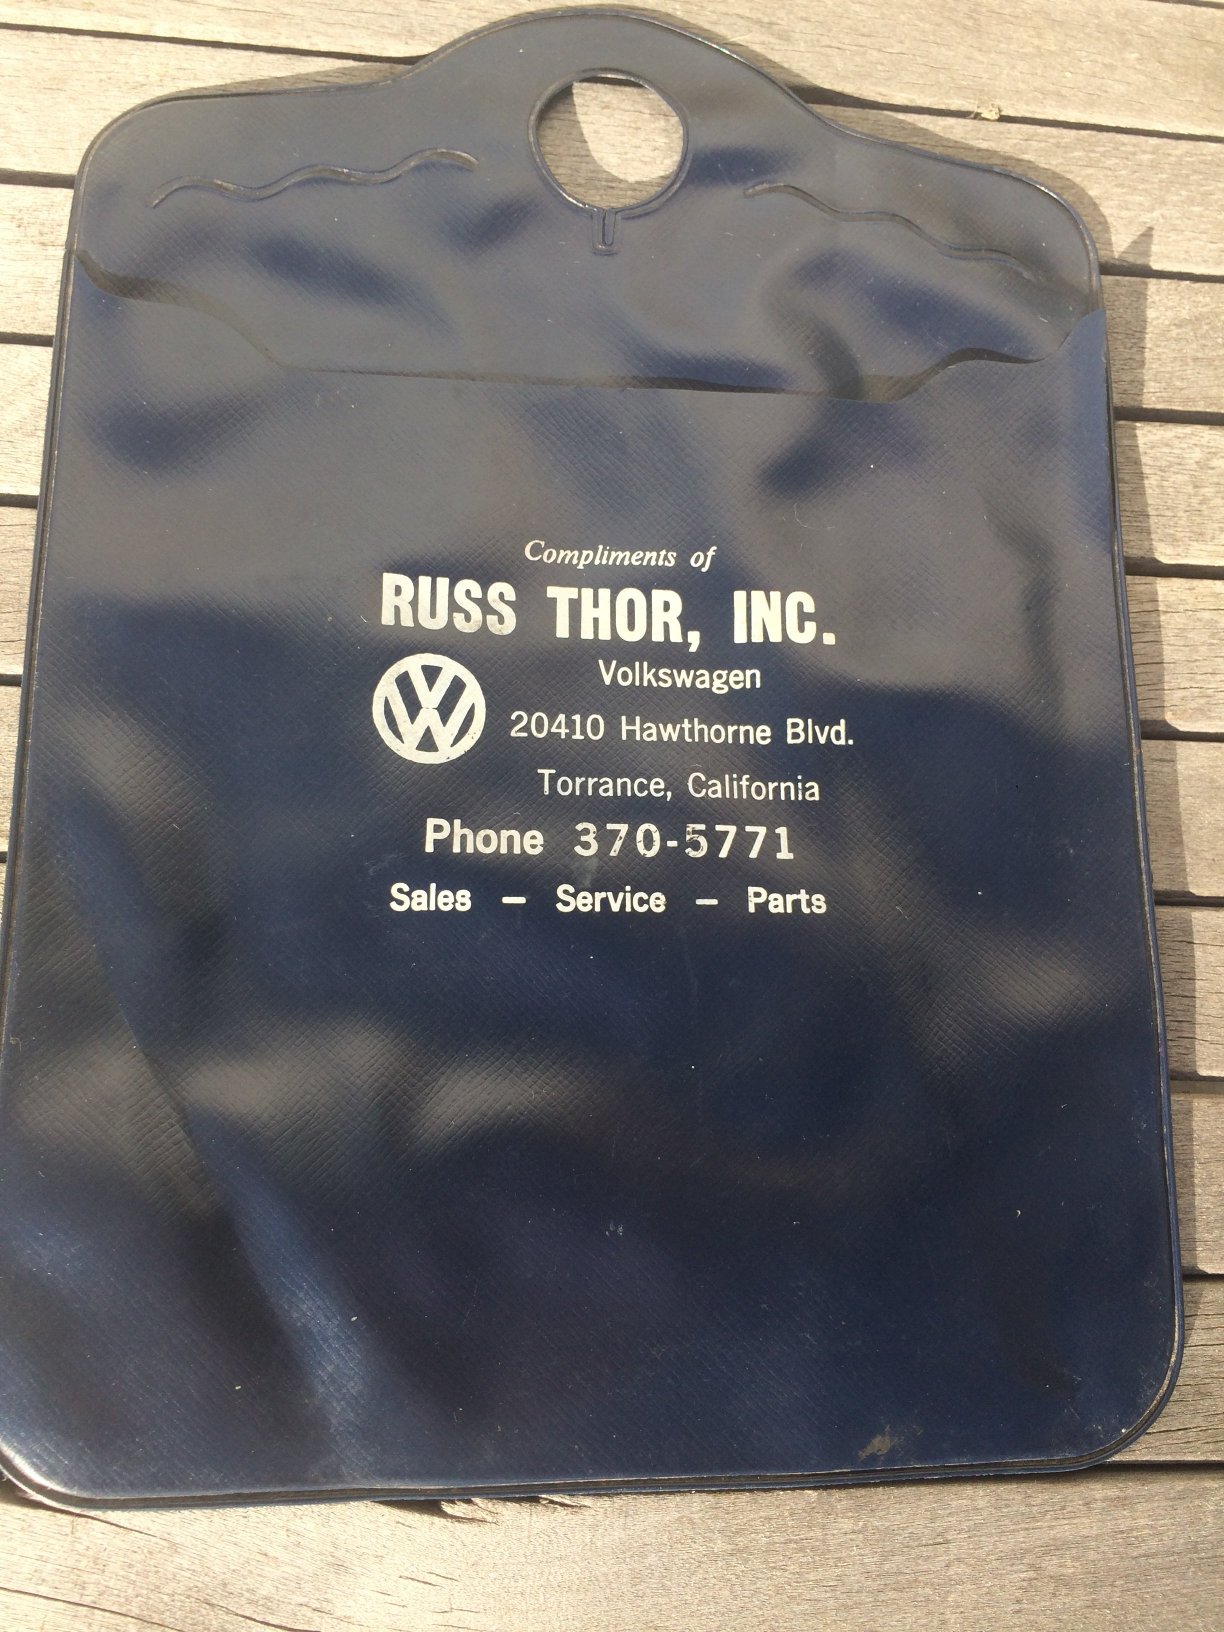 Compliments of
RUSS THOR, INC.
Volkswagen
20410 Hawthorne Blvd.
Torrance, California
Phone 370-5771
Sales – Service – Parts